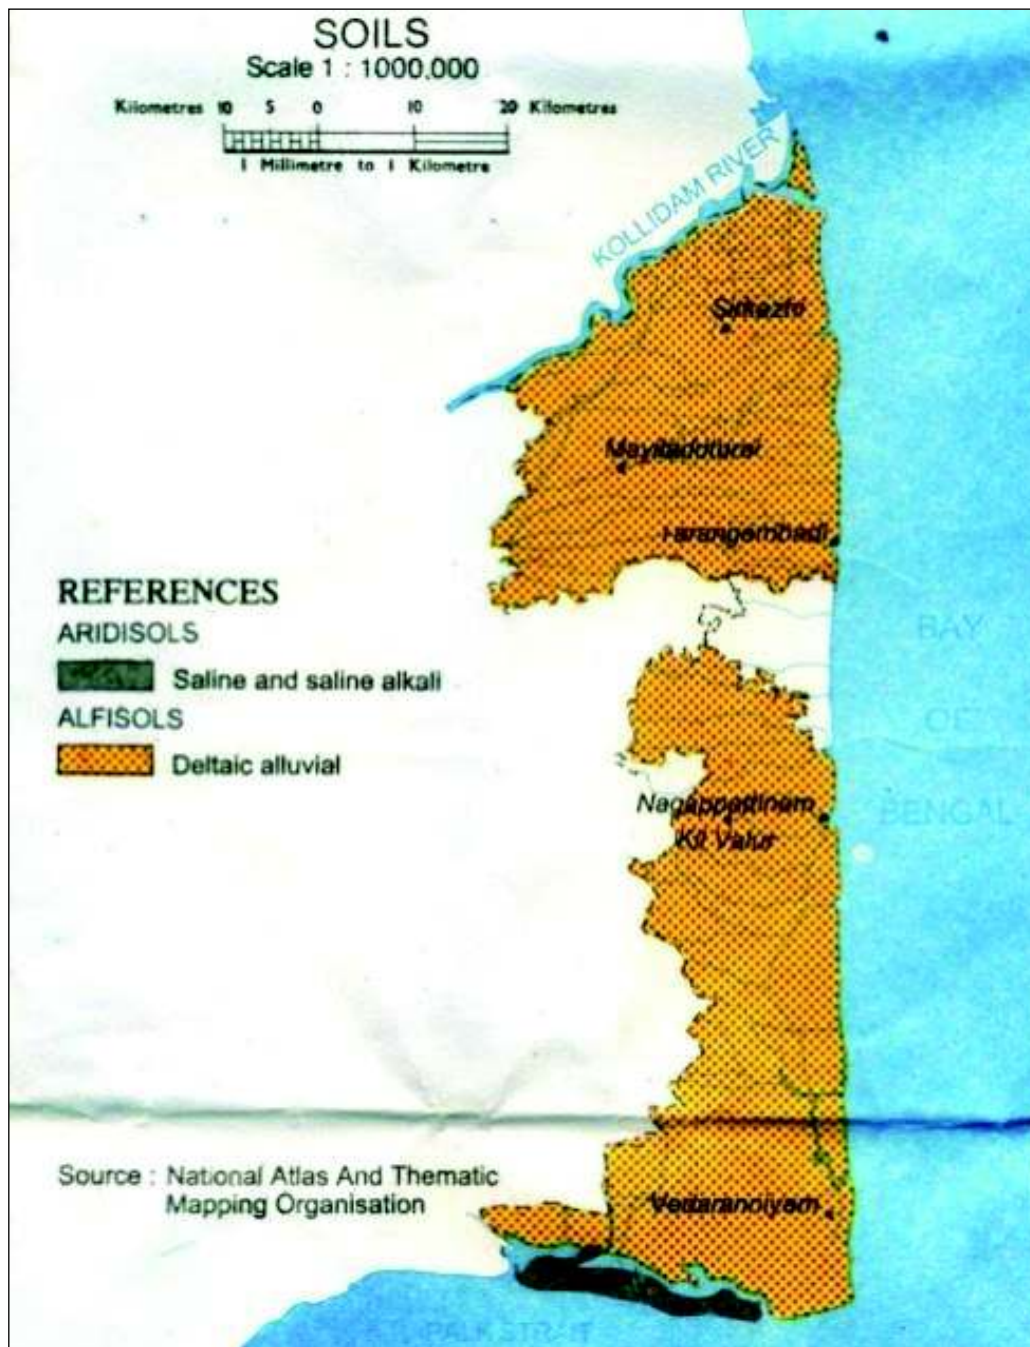 SOILS
Scale 1 : 1000.000
Kilometres 10 5 0 10 20 Kilometres
1 Millimetre to 1 Kilometre
KOLLIDAM RIVER
Sirkazhi
Tarangambadi
REFERENCES
ARIDISOLS
Saline and saline alkali
ALFISOLS
Deltaic alluvial
BAY
OF
BENGAL
Nagappattinam
Kil Velur
Source : National Atlas And Thematic
Mapping Organisation
Vedaranniyam
PALK STRAIT